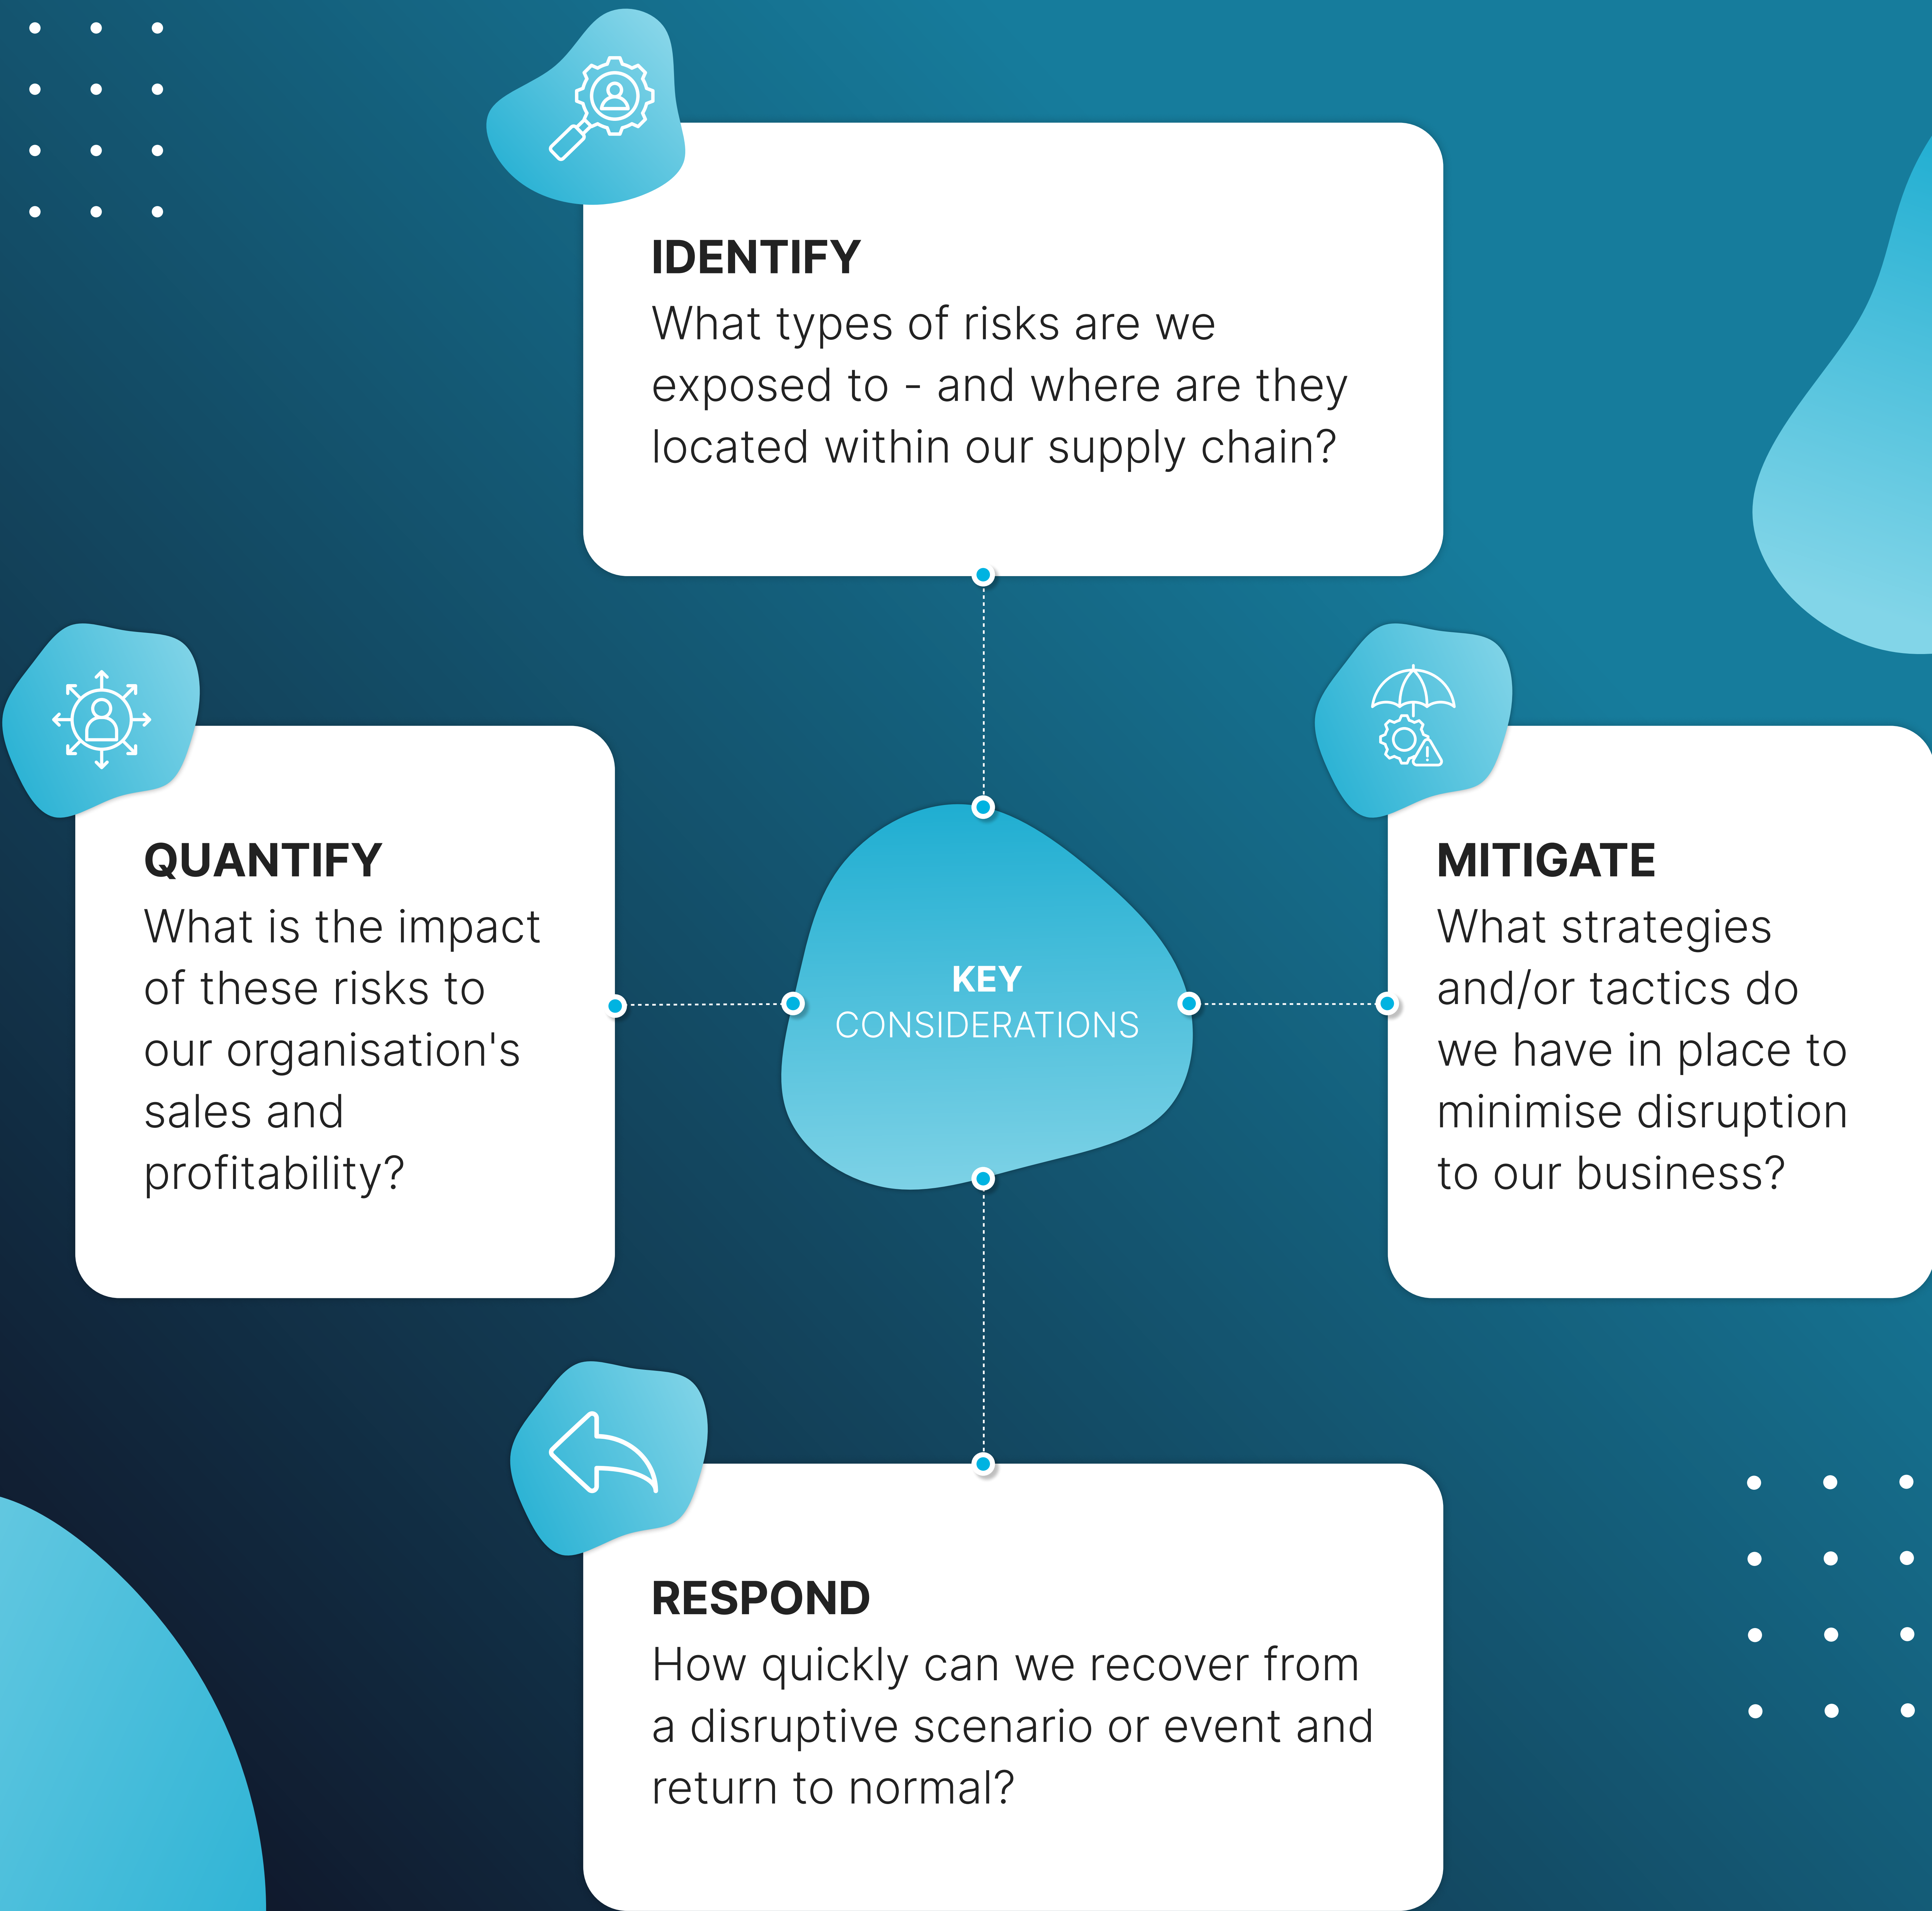 IDENTIFY
What types of risks are we
exposed to - and where are they
located within our supply chain?
QUANTIFY
What is the impact
of these risks to
our organisation's
sales and
profitability?
KEY
CONSIDERATIONS
MITIGATE
What strategies
and/or tactics do
we have in place to
minimise disruption
to our business?
RESPOND
How quickly can we recover from
a disruptive scenario or event and
return to normal?